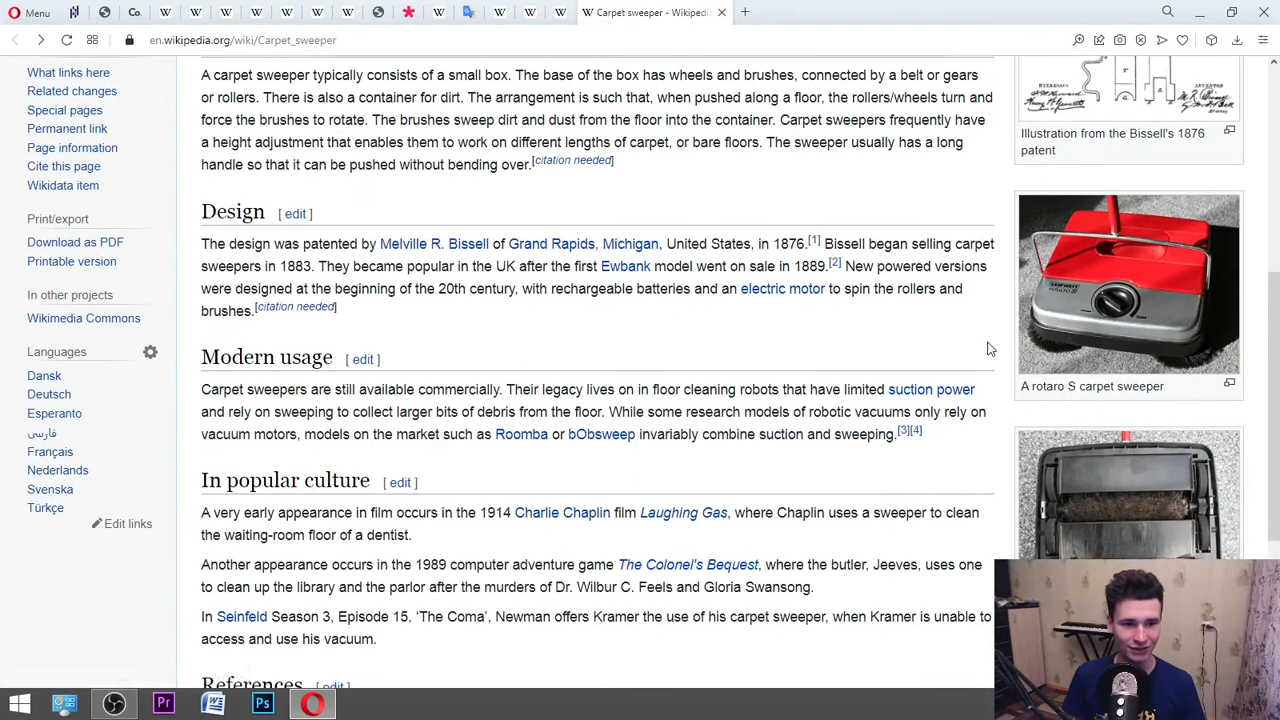 Menu
Co.
Carpet sweeper - Wikipedi
en.wikipedia.org/wiki/Carpet_sweeper
What links here
Related changes
Special pages
Permanent link
Page information
Cite this page
Wikidata item
Print/export
Download as PDF
Printable version
In other projects
Wikimedia Commons
Languages
Dansk
Deutsch
Esperanto
فارسی
Français
Nederlands
Svenska
Türkçe
Edit links
A carpet sweeper typically consists of a small box. The base of the box has wheels and brushes, connected by a belt or gears
or rollers. There is also a container for dirt. The arrangement is such that, when pushed along a floor, the rollers/wheels turn and
force the brushes to rotate. The brushes sweep dirt and dust from the floor into the container. Carpet sweepers frequently have
a height adjustment that enables them to work on different lengths of carpet, or bare floors. The sweeper usually has a long
handle so that it can be pushed without bending over.[citation needed]
Design [ edit ]
The design was patented by Melville R. Bissell of Grand Rapids, Michigan, United States, in 1876.[1] Bissell began selling carpet
sweepers in 1883. They became popular in the UK after the first Ewbank model went on sale in 1889.[2] New powered versions
were designed at the beginning of the 20th century, with rechargeable batteries and an electric motor to spin the rollers and
brushes.[citation needed]
Modern usage [ edit ]
Carpet sweepers are still available commercially. Their legacy lives on in floor cleaning robots that have limited suction power
and rely on sweeping to collect larger bits of debris from the floor. While some research models of robotic vacuums only rely on
vacuum motors, models on the market such as Roomba or bObsweep invariably combine suction and sweeping.[3][4]
In popular culture [ edit ]
A very early appearance in film occurs in the 1914 Charlie Chaplin film Laughing Gas, where Chaplin uses a sweeper to clean
the waiting-room floor of a dentist.
Another appearance occurs in the 1989 computer adventure game The Colonel's Bequest, where the butler, Jeeves, uses one
to clean up the library and the parlor after the murders of Dr. Wilbur C. Feels and Gloria Swansong.
In Seinfeld Season 3, Episode 15, ‘The Coma’, Newman offers Kramer the use of his carpet sweeper, when Kramer is unable to
access and use his vacuum.
References [ edit ]
Illustration from the Bissell's 1876
patent
A rotaro S carpet sweeper
Pr
W
Ps